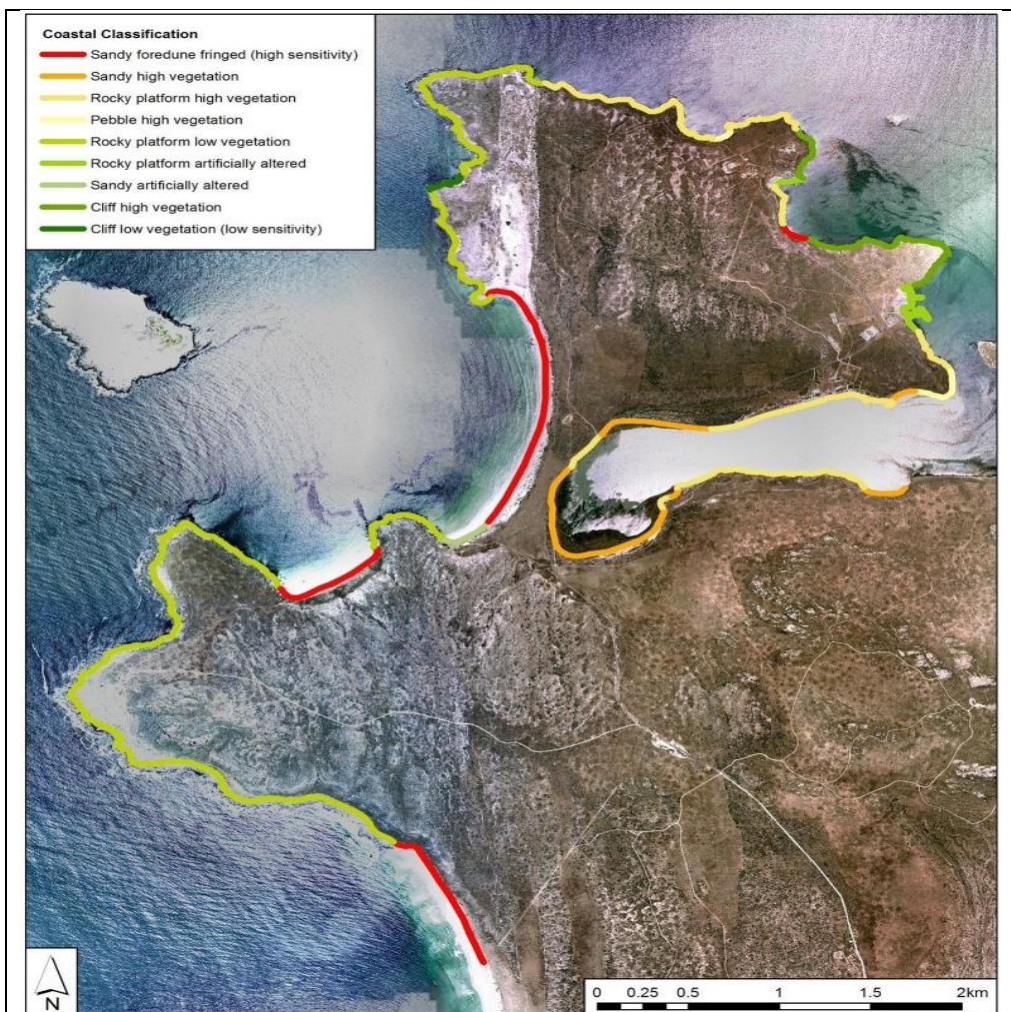 Coastal Classification
Sandy foredune fringed (high sensitivity)
Sandy high vegetation
Rocky platform high vegetation
Pebble high vegetation
Rocky platform low vegetation
Rocky platform artificially altered
Sandy artificially altered
Cliff high vegetation
Cliff low vegetation (low sensitivity)
N
0 0.25 0.5 1 1.5 2km